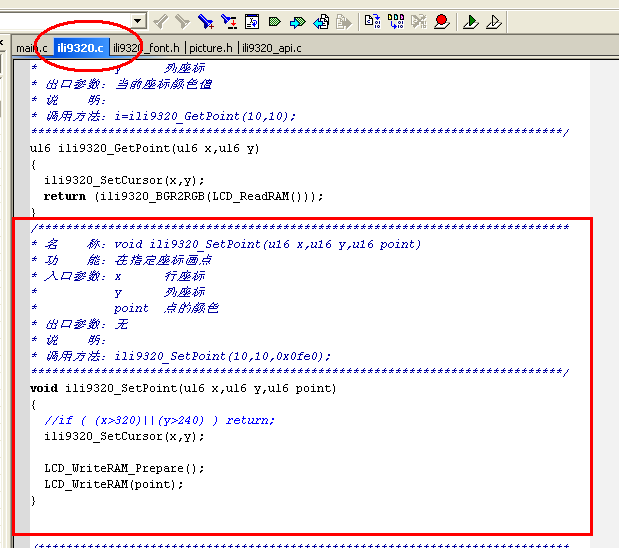 main.c ili9320.c ili9320_font.h picture.h ili9320_api.c
*          y      列座标
* 出口参数: 当前座标颜色值
* 说    明:
* 调用方法: i=ili9320_GetPoint(10,10);
****************************************************************************/
u16 ili9320_GetPoint(u16 x,u16 y)
{
  ili9320_SetCursor(x,y);
  return (ili9320_BGR2RGB(LCD_ReadRAM()));
}
/****************************************************************************
* 名    称: void ili9320_SetPoint(u16 x,u16 y,u16 point)
* 功    能: 在指定座标画点
* 入口参数: x      行座标
*          y      列座标
*          point  点的颜色
* 出口参数: 无
* 说    明:
* 调用方法: ili9320_SetPoint(10,10,0x0fe0);
****************************************************************************/
void ili9320_SetPoint(u16 x,u16 y,u16 point)
{
  //if ( (x>320)||(y>240) ) return;
  ili9320_SetCursor(x,y);
  LCD_WriteRAM_Prepare();
  LCD_WriteRAM(point);
}
/****************************************************************************